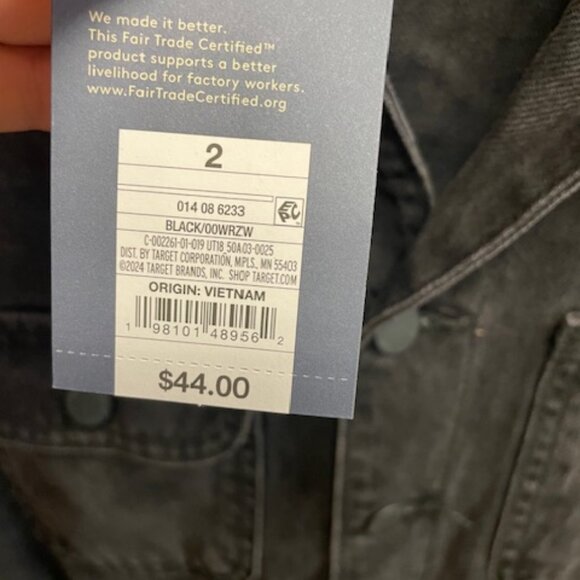 We made it better.
This Fair Trade Certified™
product supports a better
livelihood for factory workers.
www.FairTradeCertified.org
2
014 08 6233
BLACK/00WRZW
C-002261-01-019 UT18_50A03-0025
DIST. BY TARGET CORPORATION, MPLS., MN 55403
©2024 TARGET BRANDS, INC. SHOP TARGET.COM
ORIGIN: VIETNAM
1 98101 48956 2
$44.00